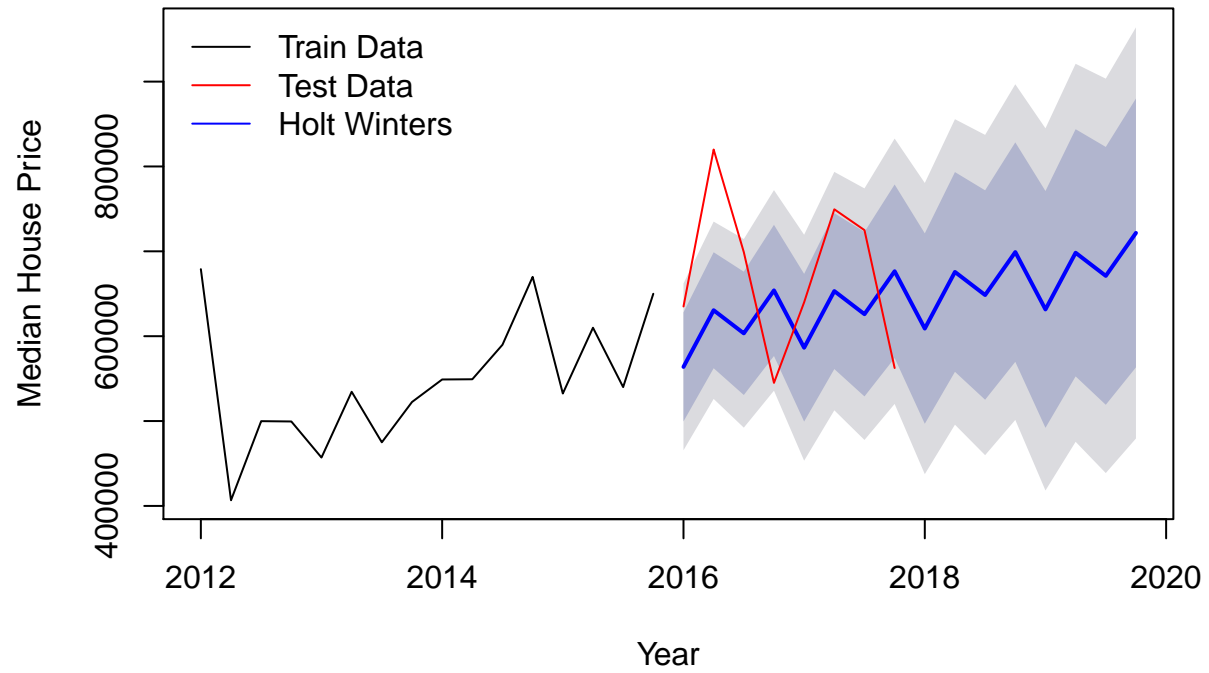 Train Data
Test Data
Holt Winters
Median House Price
800000
600000
400000
2012 2014 2016 2018 2020
Year